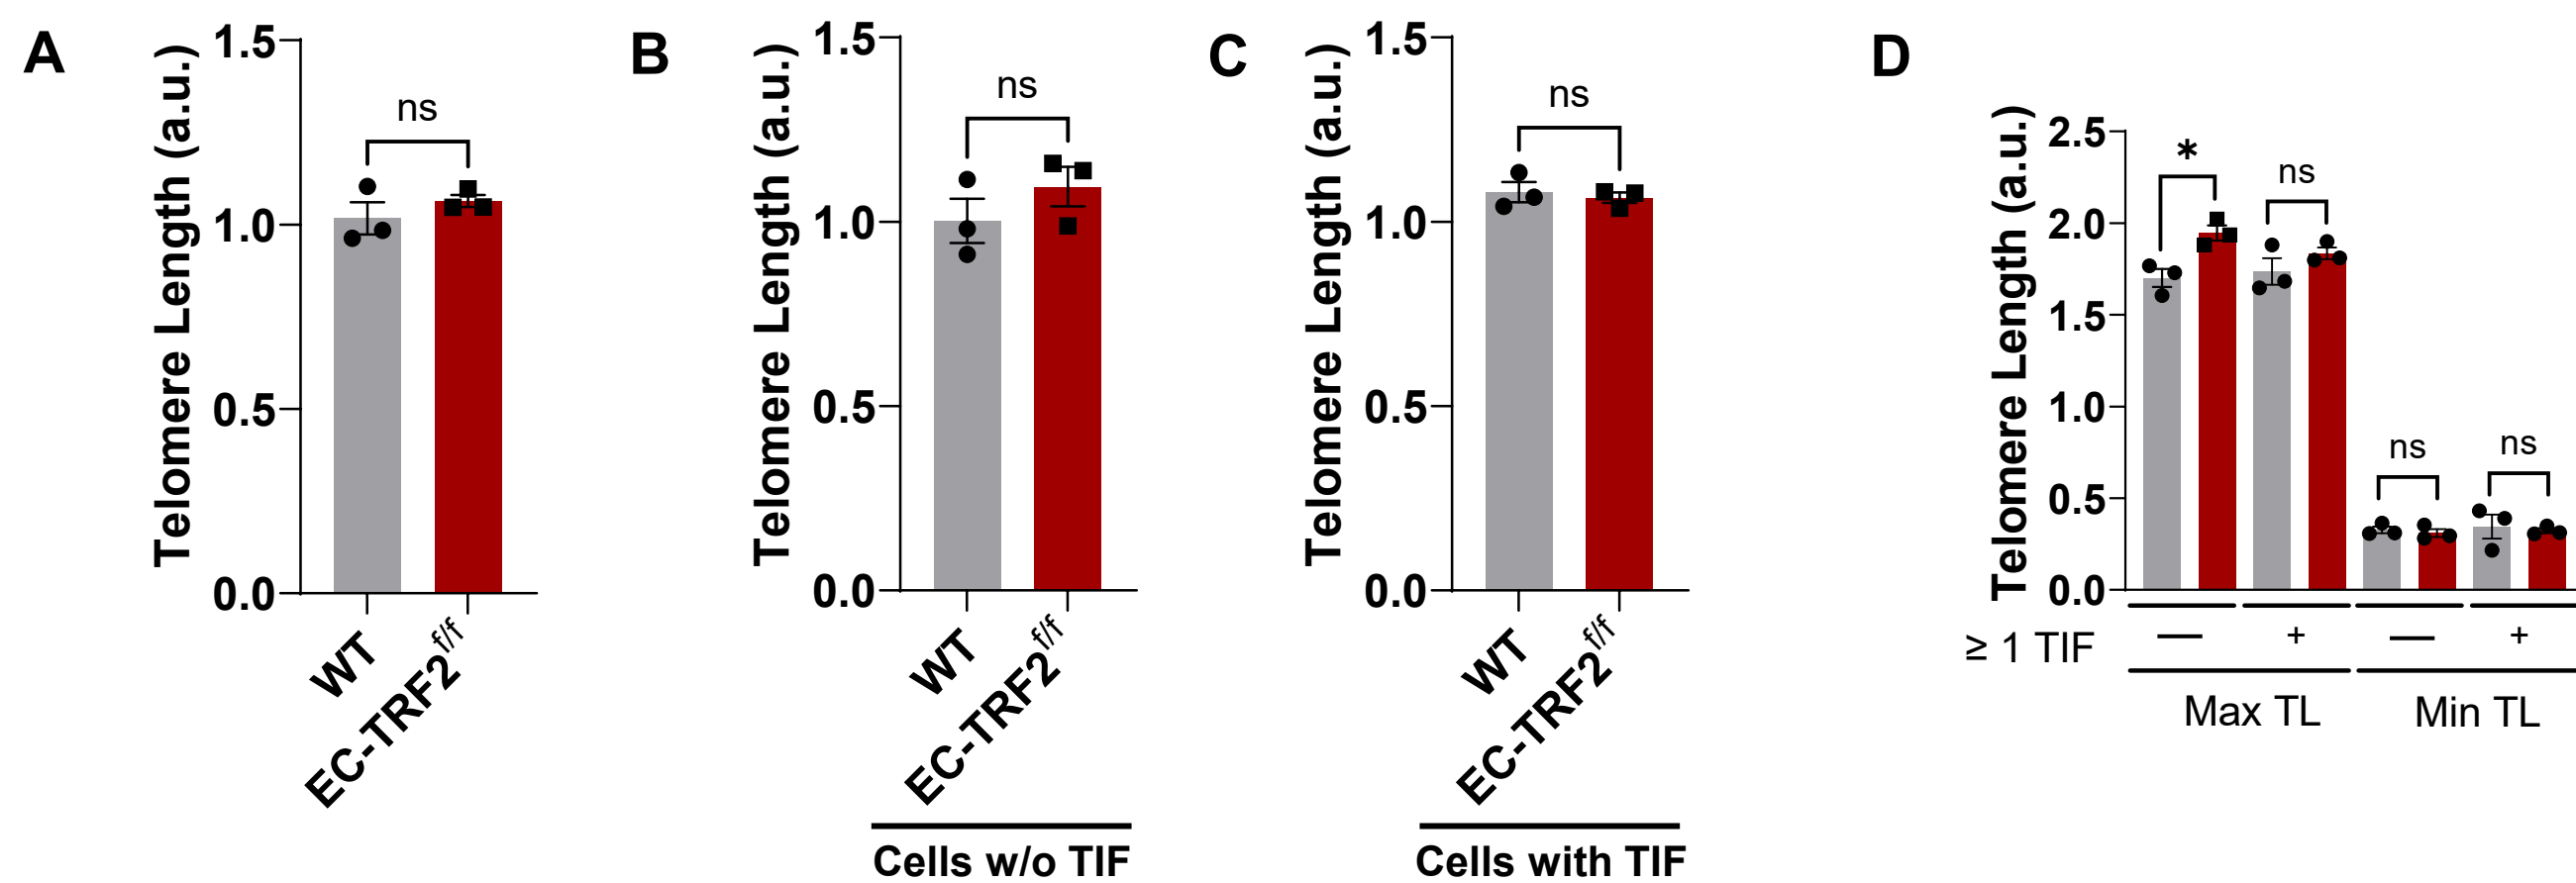 A
Telomere Length (a.u.)
1.5
1.0
0.5
0.0
ns
WT
EC-TRF2f/f
B
Telomere Length (a.u.)
1.5
1.0
0.5
0.0
ns
WT
EC-TRF2f/f
Cells w/o TIF
C
Telomere Length (a.u.)
1.5
1.0
0.5
0.0
ns
WT
EC-TRF2f/f
Cells with TIF
D
Telomere Length (a.u.)
2.5
2.0
1.5
1.0
0.5
0.0
*
ns
ns
ns
≥ 1 TIF — + — +
Max TL Min TL